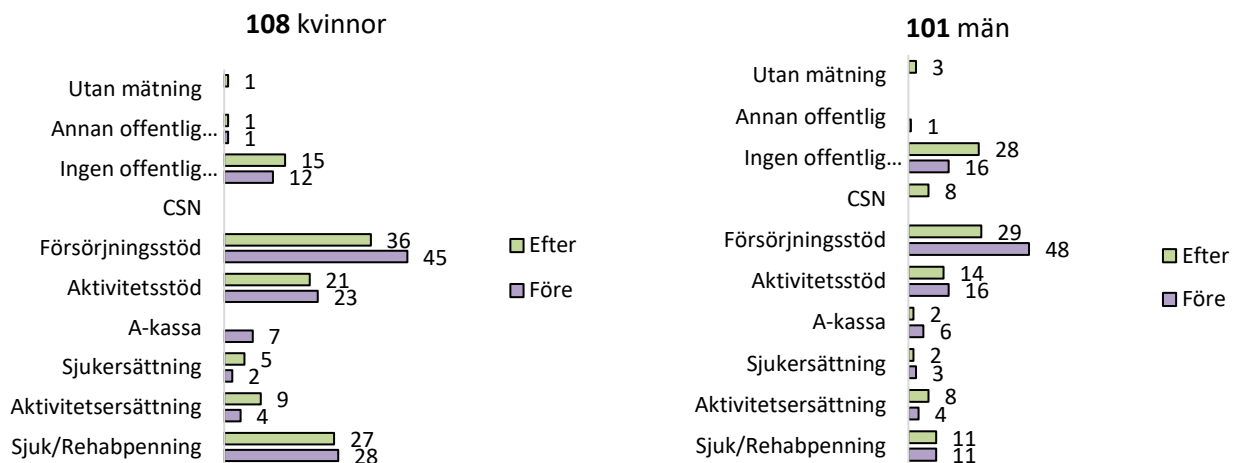 108 kvinnor
Utan mätning 1
Annan offentlig... 1
1
Ingen offentlig... 15
12
CSN
Försörjningsstöd 36
45
Aktivitetsstöd 21
23
A-kassa 7
Sjukersättning 5
2
Aktivitetsersättning 9
4
Sjuk/Rehabpenning 27
28
Efter
Före
101 män
Utan mätning 3
Annan offentlig 1
Ingen offentlig... 28
16
CSN 8
Försörjningsstöd 29
48
Aktivitetsstöd 14
16
A-kassa 2
6
Sjukersättning 2
3
Aktivitetsersättning 8
4
Sjuk/Rehabpenning 11
11
Efter
Före